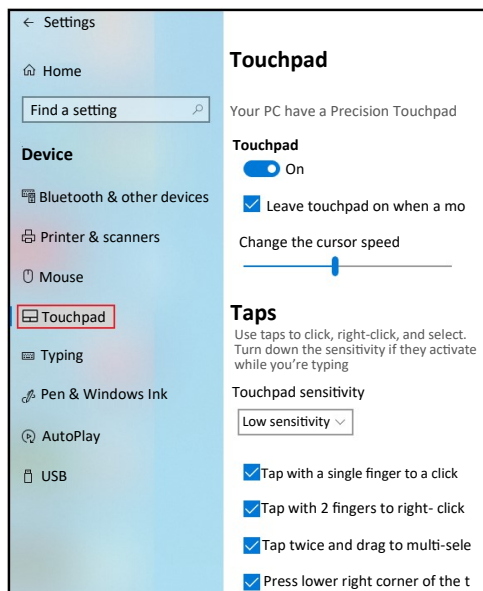 ← Settings
Home
Find a setting
Device
Bluetooth & other devices
Printer & scanners
Mouse
Touchpad
Typing
Pen & Windows Ink
AutoPlay
USB
Touchpad
Your PC have a Precision Touchpad
Touchpad
On
Leave touchpad on when a mo
Change the cursor speed
Taps
Use taps to click, right-click, and select.
Turn down the sensitivity if they activate
while you're typing
Touchpad sensitivity
Low sensitivity
Tap with a single finger to a click
Tap with 2 fingers to right- click
Tap twice and drag to multi-sele
Press lower right corner of the t